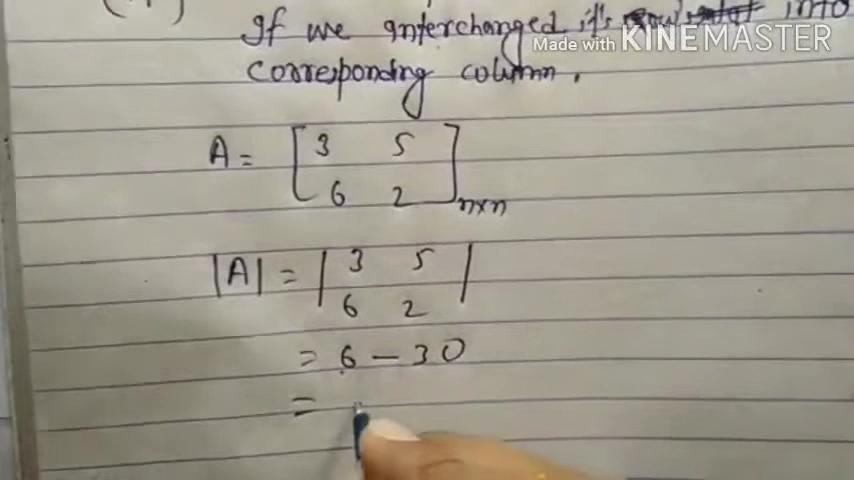 If we interchanged it's into
Made with KINEMASTER
corresponding column.
A = [3 5
6 2]n×n
|A| = |3 5
6 2|
= 6 - 30
=